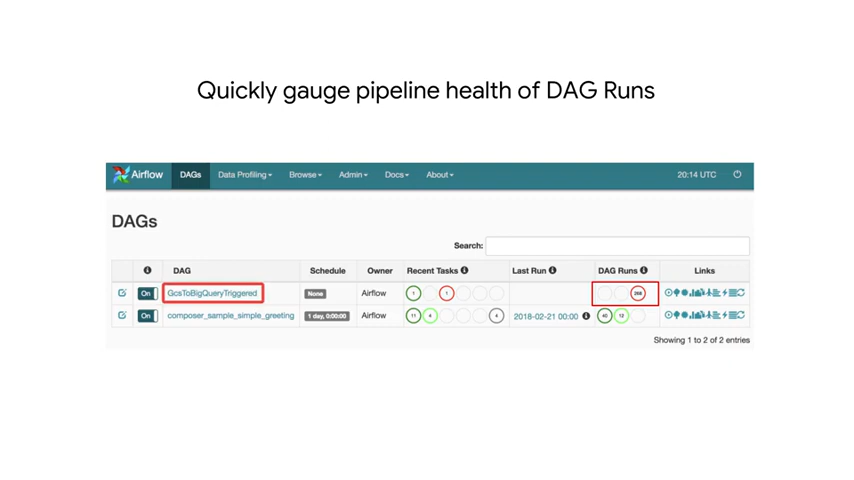 Quickly gauge pipeline health of DAG Runs
Airflow DAGs Data Profiling Browse Admin Docs About 20:14 UTC
DAGs
Search:
DAG Schedule Owner Recent Tasks Last Run DAG Runs Links
On GcsToBigQueryTriggered None Airflow 1 1 268
On composer_sample_simple_greeting 1 day, 0:00:00 Airflow 11 4 4 2018-02-21 00:00 40 12
Showing 1 to 2 of 2 entries